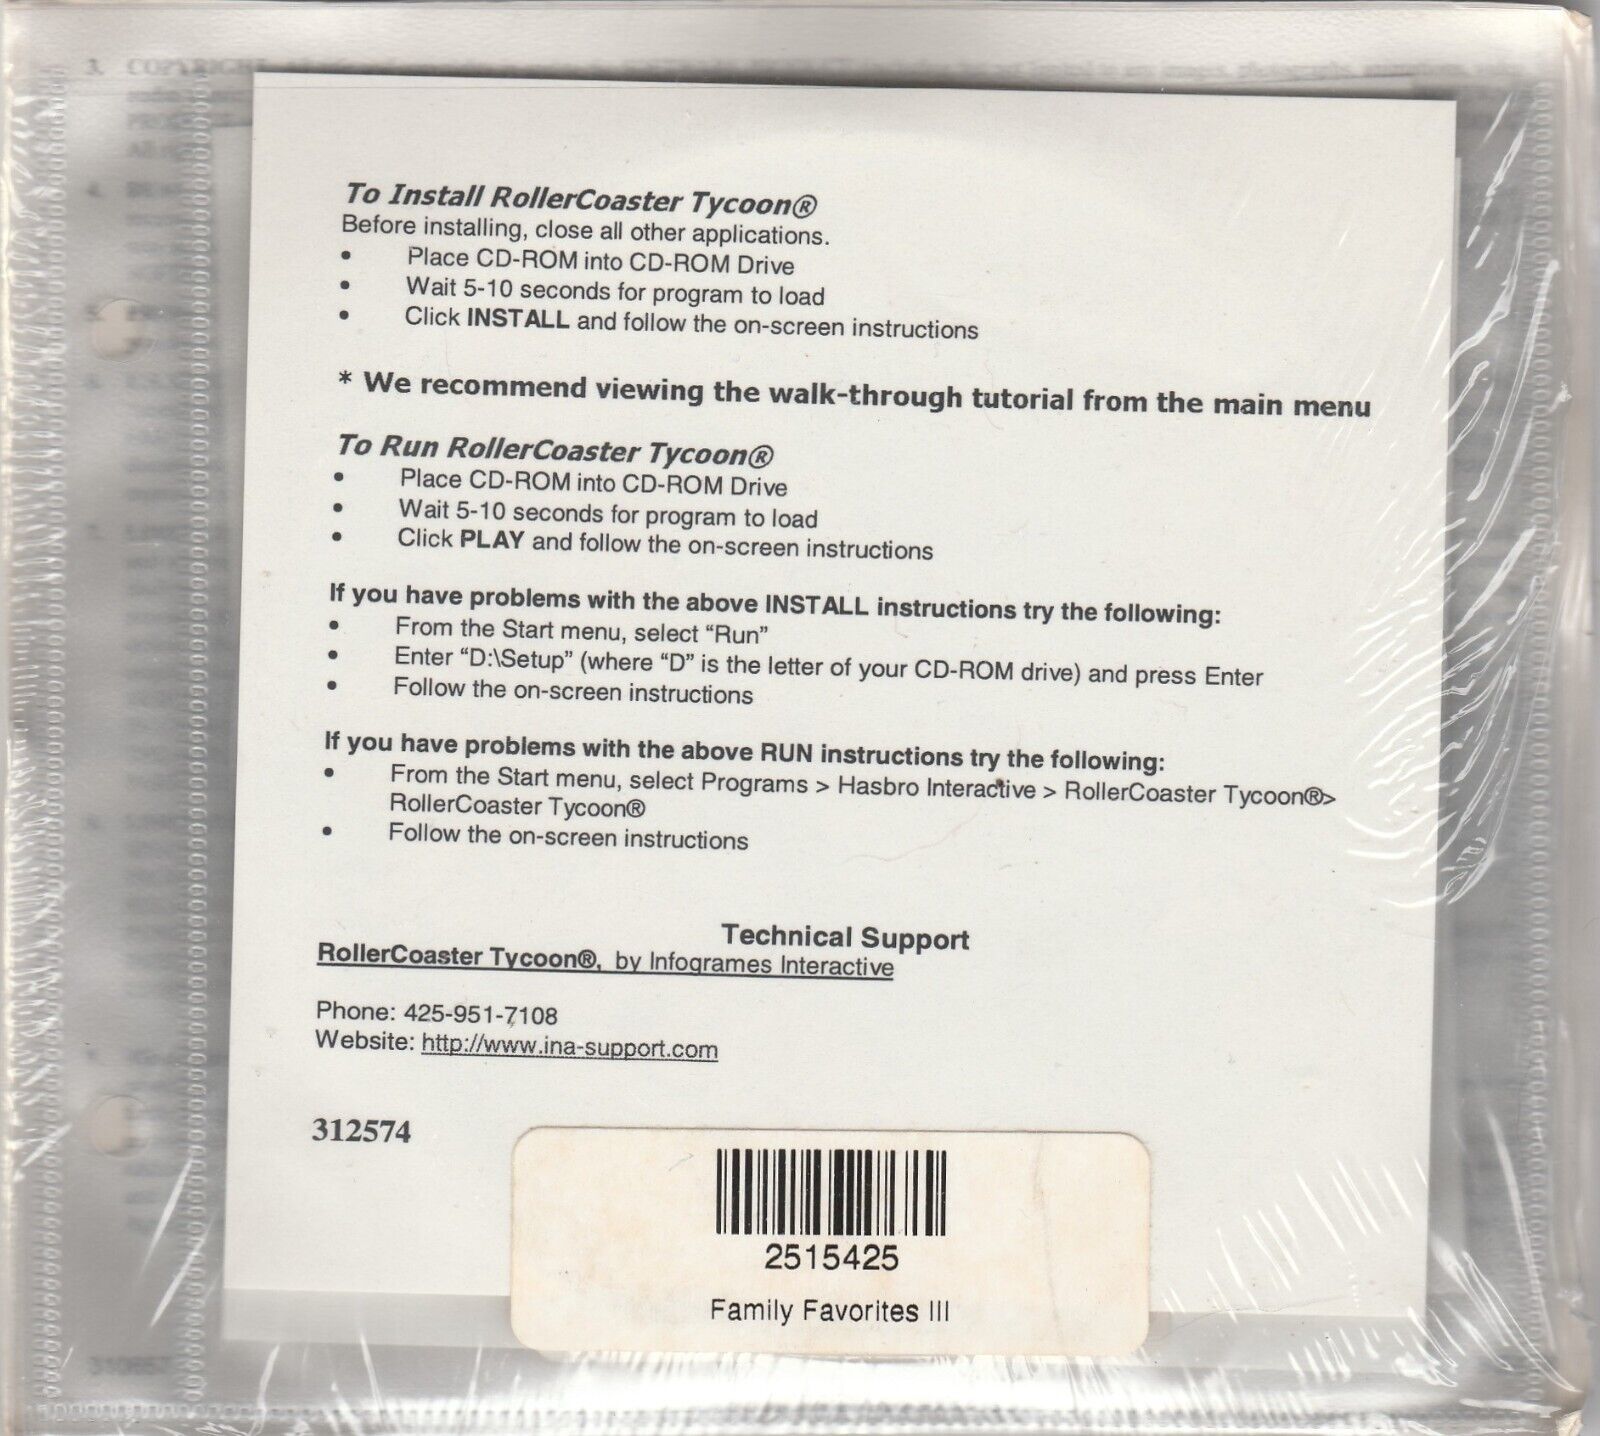 3. COPYRIGHT
4.
5.
6.
To Install RollerCoaster Tycoon®
Before installing, close all other applications.
• Place CD-ROM into CD-ROM Drive
• Wait 5-10 seconds for program to load
• Click INSTALL and follow the on-screen instructions
* We recommend viewing the walk-through tutorial from the main menu
To Run RollerCoaster Tycoon®
• Place CD-ROM into CD-ROM Drive
• Wait 5-10 seconds for program to load
• Click PLAY and follow the on-screen instructions
If you have problems with the above INSTALL instructions try the following:
• From the Start menu, select “Run”
• Enter “D:\Setup” (where “D” is the letter of your CD-ROM drive) and press Enter
• Follow the on-screen instructions
If you have problems with the above RUN instructions try the following:
• From the Start menu, select Programs > Hasbro Interactive > RollerCoaster Tycoon®>
RollerCoaster Tycoon®
• Follow the on-screen instructions
Technical Support
RollerCoaster Tycoon®, by Infogrames Interactive
Phone: 425-951-7108
Website: http://www.ina-support.com
312574
2515425
Family Favorites III